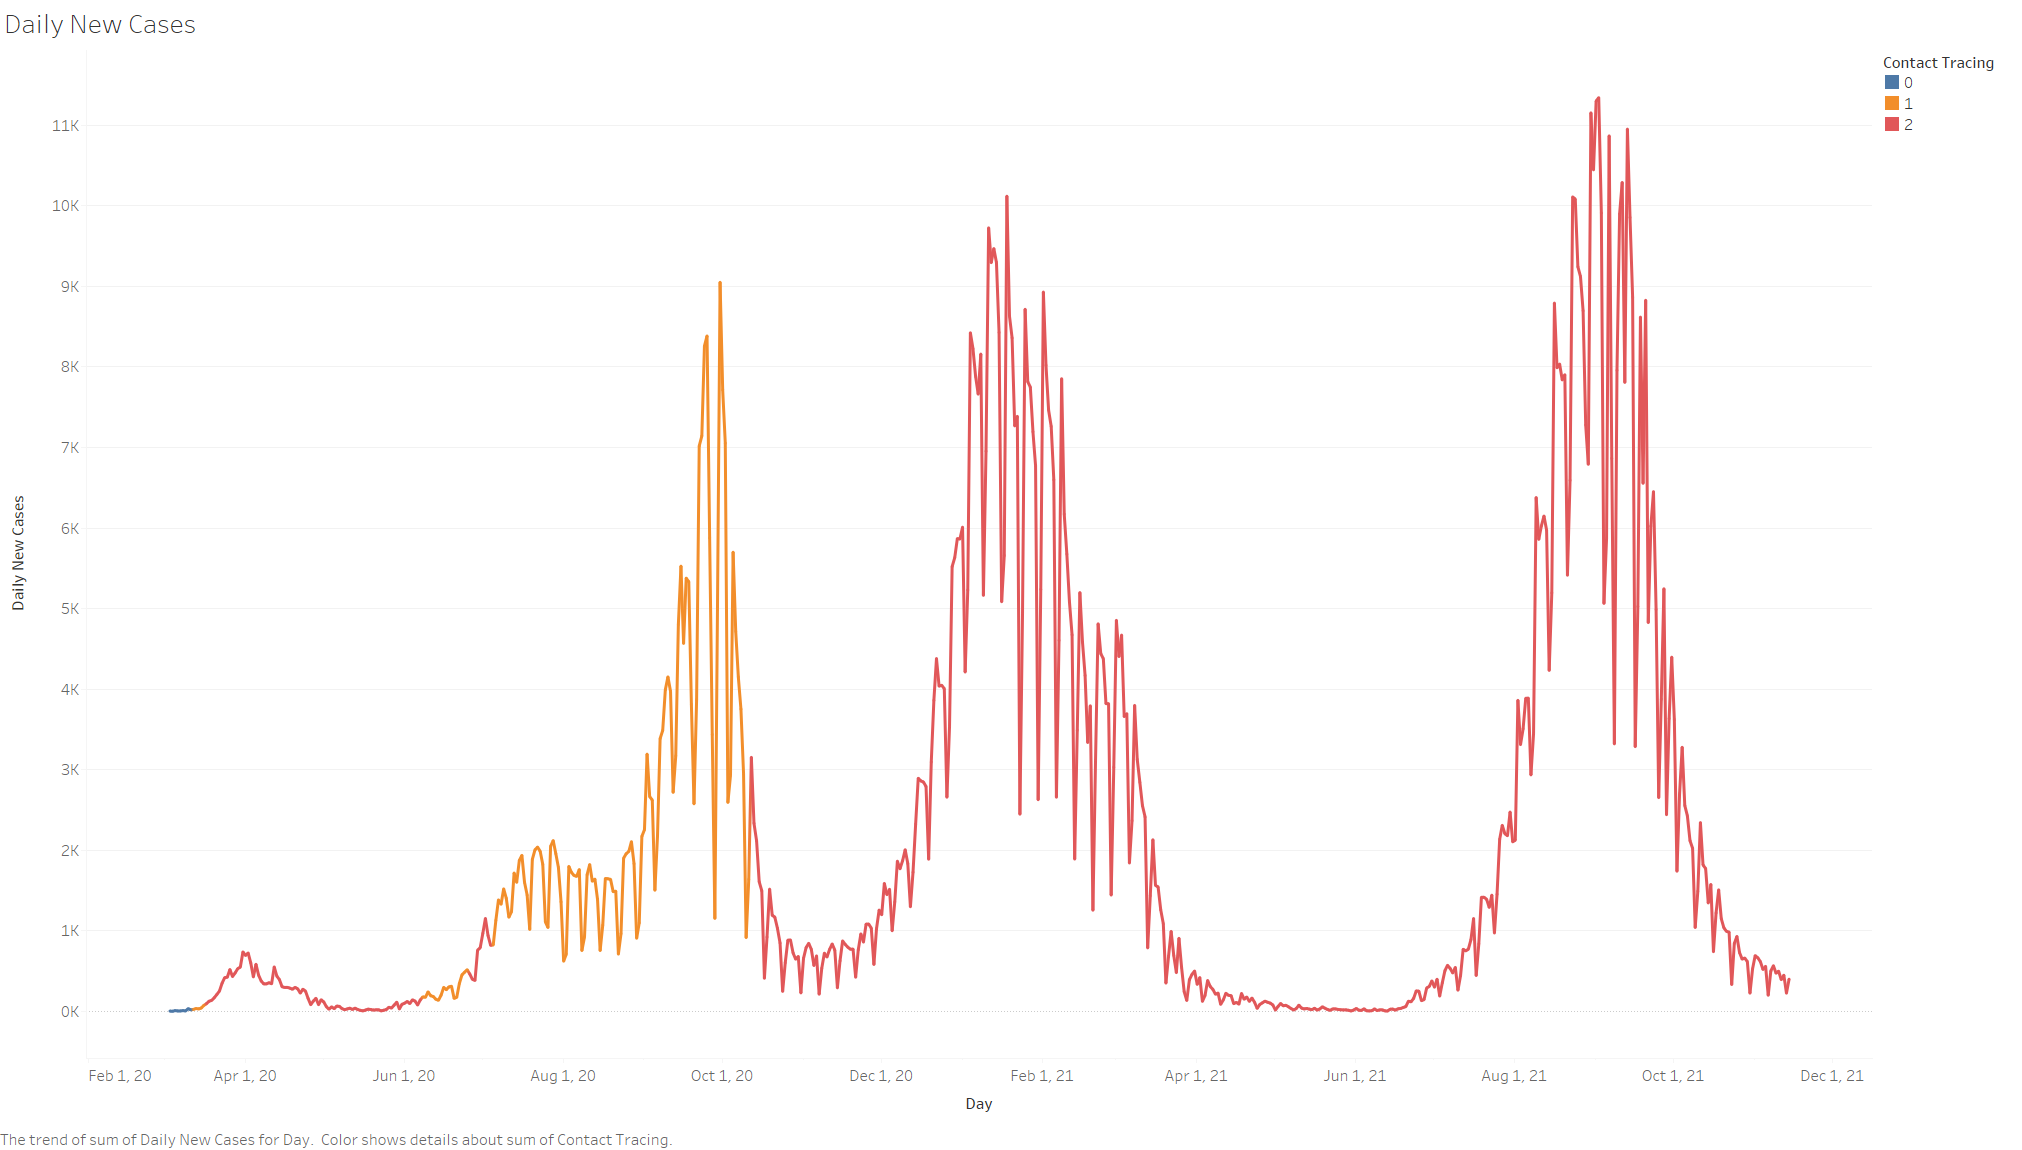 Daily New Cases
Contact Tracing
0
1
2
11K
10K
9K
8K
7K
6K
5K
4K
3K
2K
1K
0K
Daily New Cases
Feb 1, 20 Apr 1, 20 Jun 1, 20 Aug 1, 20 Oct 1, 20 Dec 1, 20 Feb 1, 21 Apr 1, 21 Jun 1, 21 Aug 1, 21 Oct 1, 21 Dec 1, 21
Day
The trend of sum of Daily New Cases for Day. Color shows details about sum of Contact Tracing.